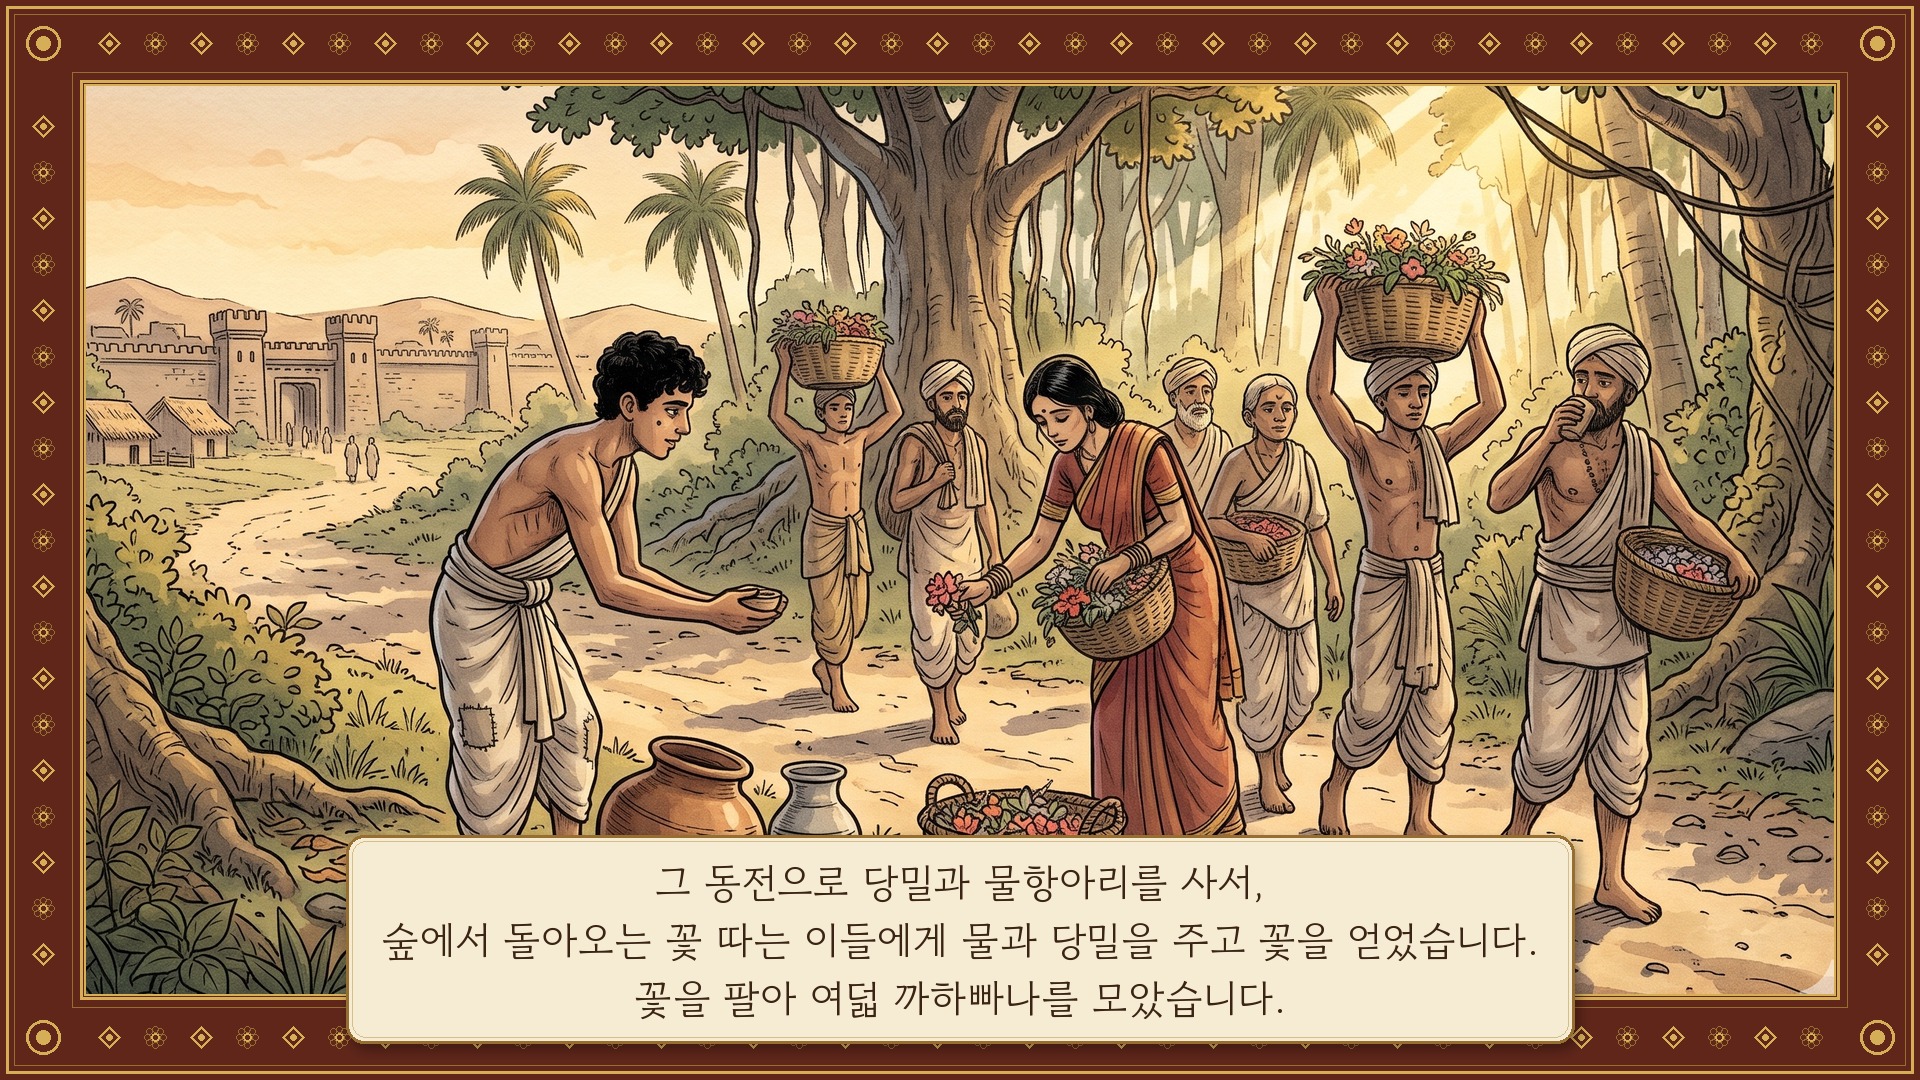 그 동전으로 당밀과 물항아리를 사서,
숲에서 돌아오는 꽃 따는 이들에게 물과 당밀을 주고 꽃을 얻었습니다.
꽃을 팔아 여덟 까하빠나를 모았습니다.